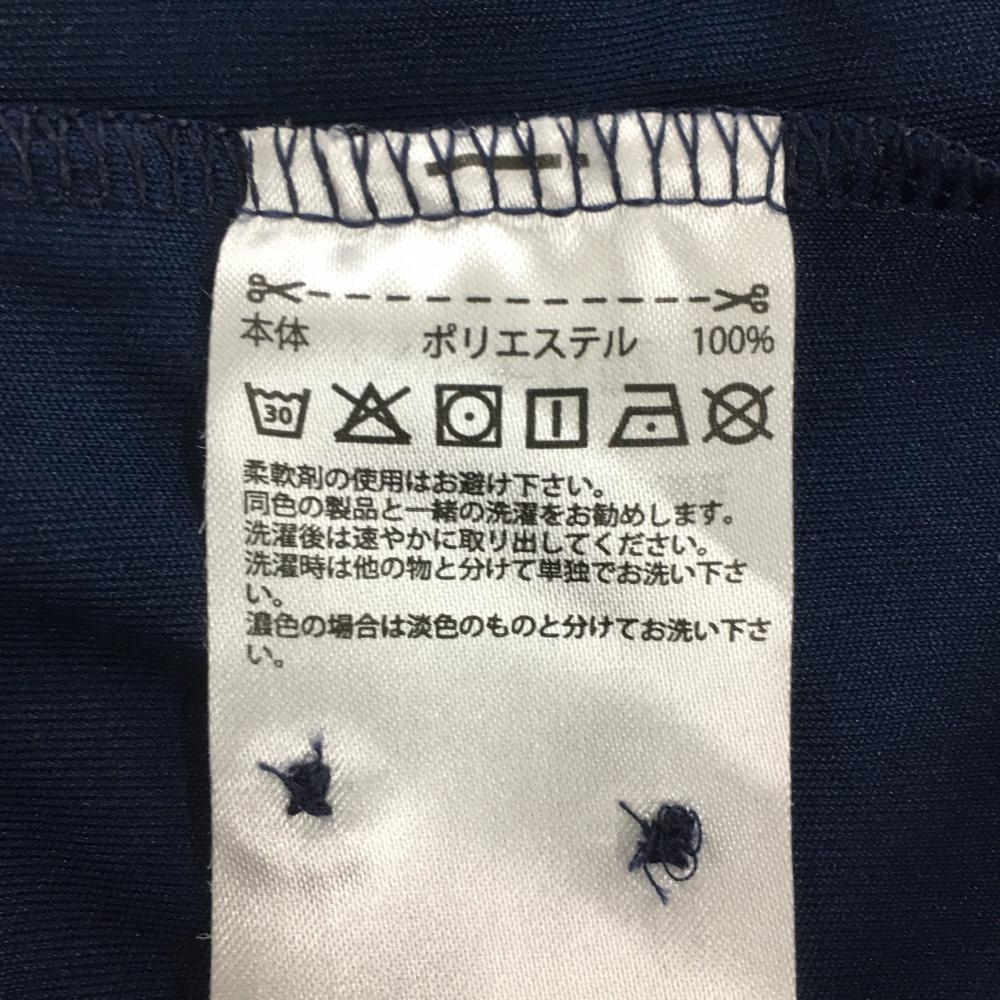 本体 ポリエステル 100%
30
柔軟剤の使用はお避け下さい。
同色の製品と一緒の洗濯をお勧めします。
洗濯後は速やかに取り出してください。
洗濯時は他の物と分けて単独でお洗い下さ
い。
濃色の場合は淡色のものと分けてお洗い下さ
い。